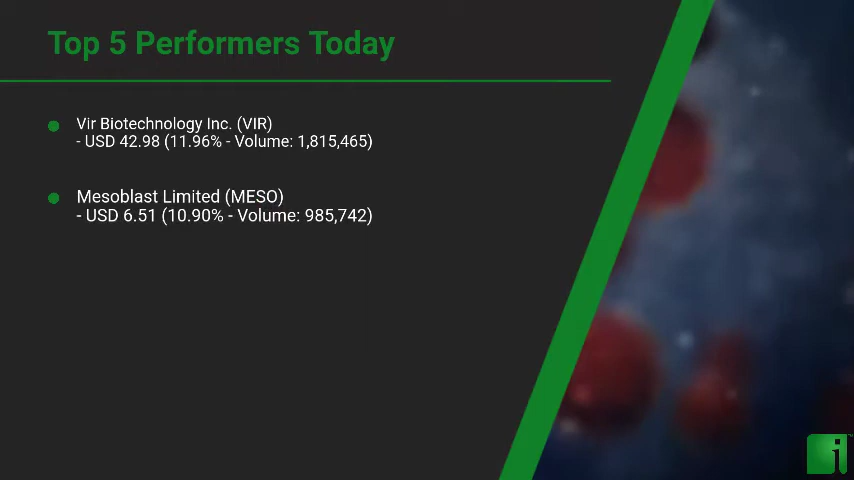 Top 5 Performers Today
Vir Biotechnology Inc. (VIR)
- USD 42.98 (11.96% - Volume: 1,815,465)
Mesoblast Limited (MESO)
- USD 6.51 (10.90% - Volume: 985,742)
i